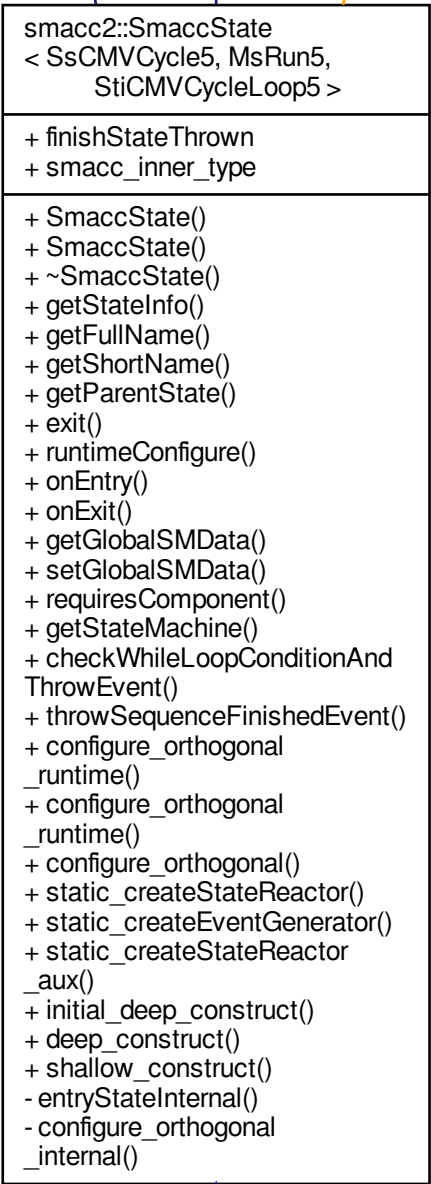 smacc2::SmaccState
< SsCMVCycle5, MsRun5,
StiCMVCycleLoop5 >
+ finishStateThrown
+ smacc_inner_type
+ SmaccState()
+ SmaccState()
+ ~SmaccState()
+ getStateInfo()
+ getFullName()
+ getShortName()
+ getParentState()
+ exit()
+ runtimeConfigure()
+ onEntry()
+ onExit()
+ getGlobalSMData()
+ setGlobalSMData()
+ requiresComponent()
+ getStateMachine()
+ checkWhileLoopConditionAnd
ThrowEvent()
+ throwSequenceFinishedEvent()
+ configure_orthogonal
_runtime()
+ configure_orthogonal
_runtime()
+ configure_orthogonal()
+ static_createStateReactor()
+ static_createEventGenerator()
+ static_createStateReactor
_aux()
+ initial_deep_construct()
+ deep_construct()
+ shallow_construct()
- entryStateInternal()
- configure_orthogonal
_internal()